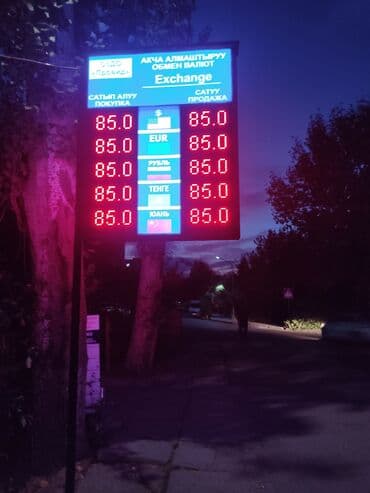 АКЧА АЛМАШТЫРУУ
ОБМЕН ВАЛЮТ
Exchange
САТЫП АЛУУ САТУУ
ПОКУПКА ПРОДАЖА
85.0 $ 85.0
85.0 EUR 85.0
85.0 РУБЛЬ 85.0
85.0 ТЕНГЕ 85.0
85.0 ЮАНЬ 85.0